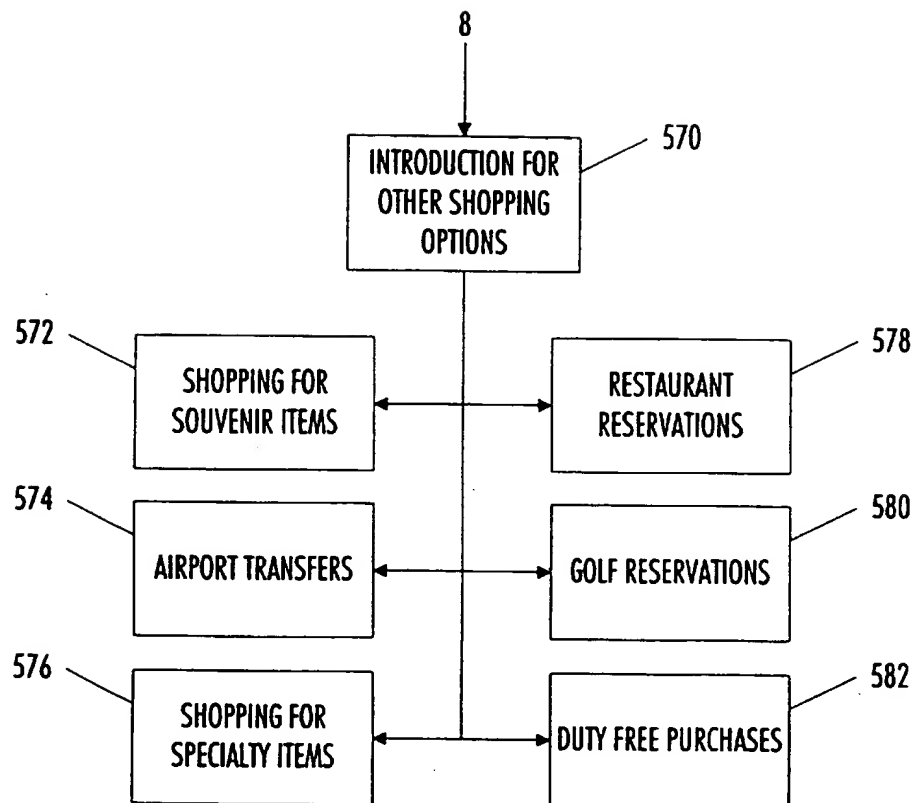 8
570
INTRODUCTION FOR
OTHER SHOPPING
OPTIONS
572
SHOPPING FOR
SOUVENIR ITEMS
578
RESTAURANT
RESERVATIONS
574
AIRPORT TRANSFERS
580
GOLF RESERVATIONS
576
SHOPPING FOR
SPECIALTY ITEMS
582
DUTY FREE PURCHASES